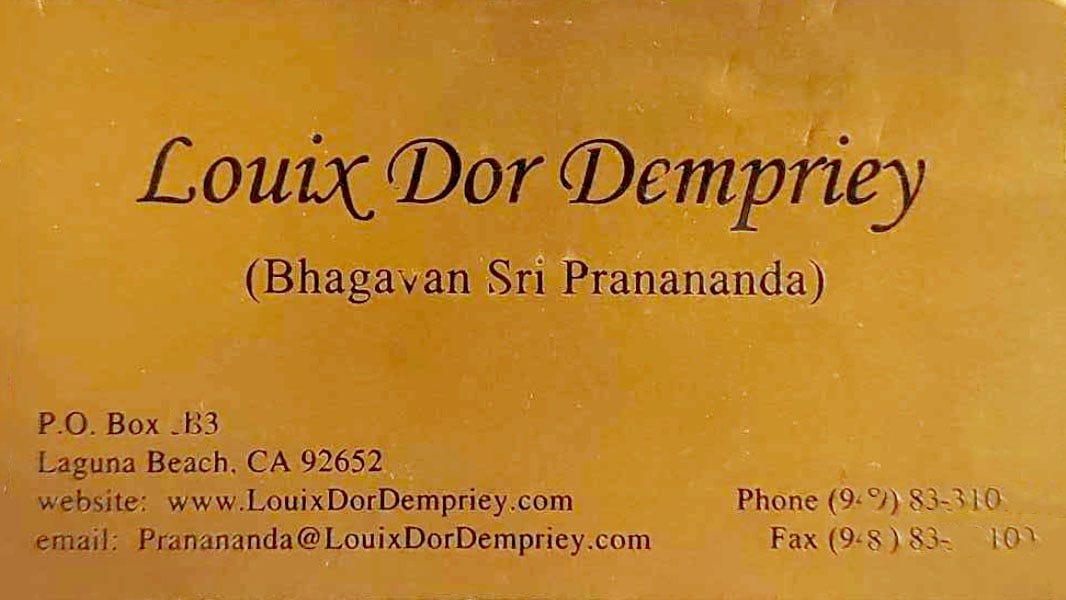 Louix Dor Dempriey
(Bhagavan Sri Pranananda)
P.O. Box
Laguna Beach, CA 92652
website: www.LouixDorDempriey.com
email: Pranananda@LouixDorDempriey.com
Phone
Fax